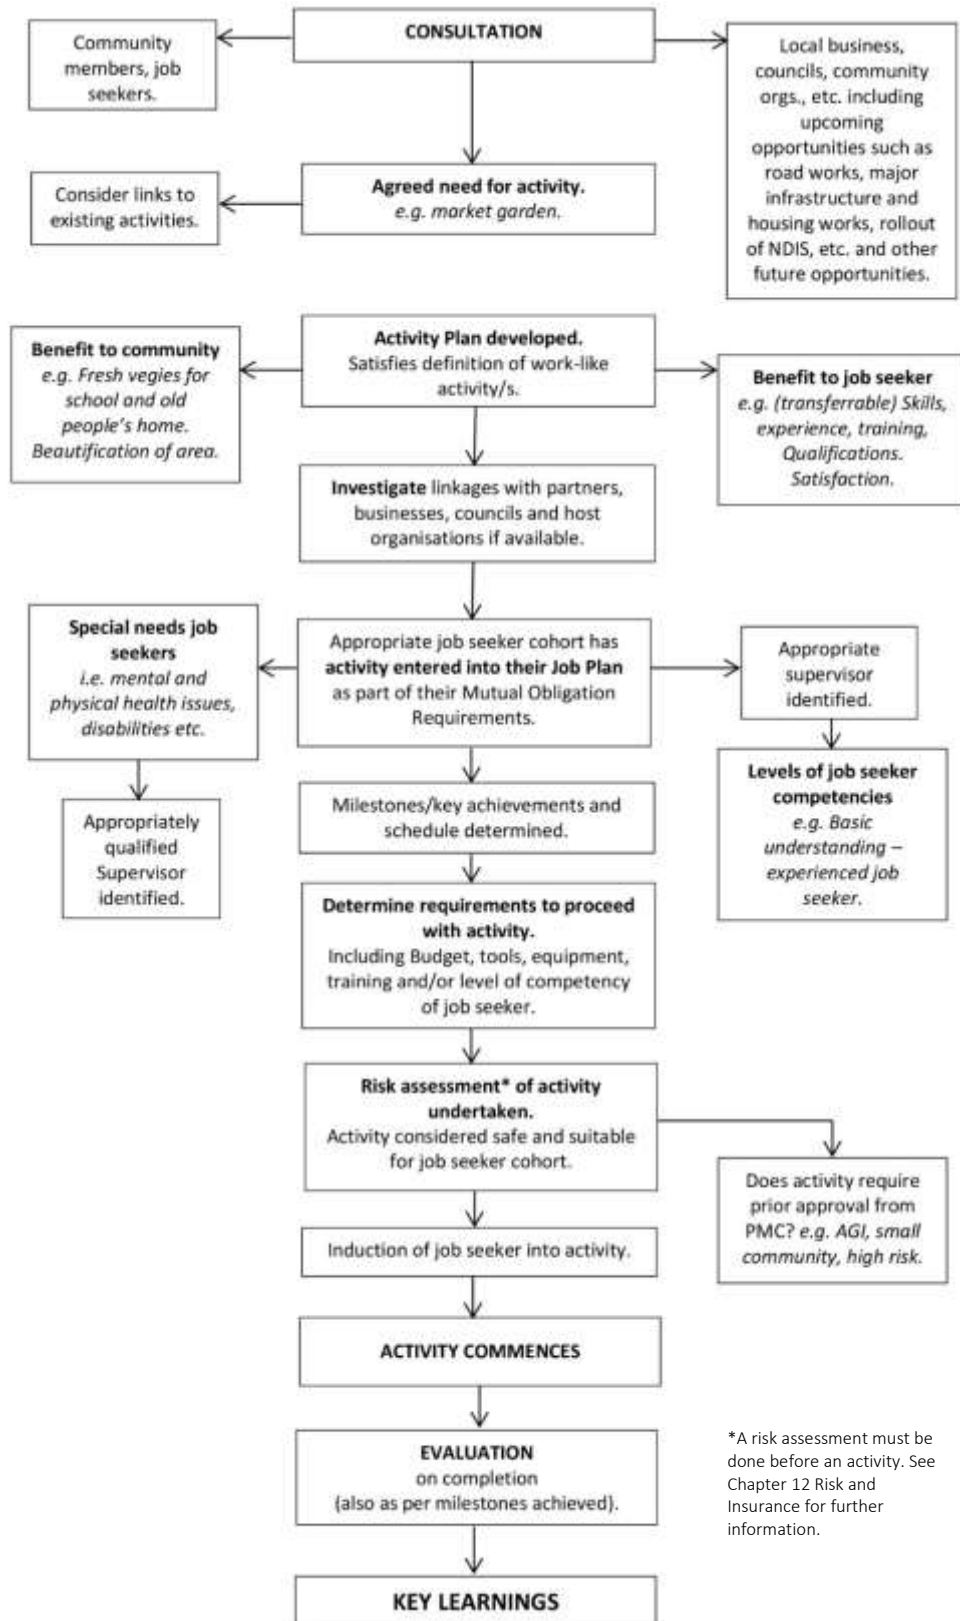 CONSULTATION
Community
members, job
seekers.
Local business,
councils, community
orgs., etc. including
upcoming
opportunities such as
road works, major
infrastructure and
housing works, rollout
of NDIS, etc. and other
future opportunities.
Agreed need for activity.
e.g. market garden.
Consider links to
existing activities.
Activity Plan developed.
Satisfies definition of work-like
activity/s.
Benefit to community
e.g. Fresh vegies for
school and old
people's home.
Beautification of area.
Benefit to job seeker
e.g. (transferrable) Skills,
experience, training,
Qualifications.
Satisfaction.
Investigate linkages with partners,
businesses, councils and host
organisations if available.
Special needs job
seekers
i.e. mental and
physical health issues,
disabilities etc.
Appropriate job seeker cohort has
activity entered into their Job Plan
as part of their Mutual Obligation
Requirements.
Appropriate
supervisor
identified.
Appropriately
qualified
Supervisor
identified.
Milestones/key achievements and
schedule determined.
Levels of job seeker
competencies
e.g. Basic
understanding –
experienced job
seeker.
Determine requirements to proceed
with activity.
Including Budget, tools, equipment,
training and/or level of competency
of job seeker.
Risk assessment* of activity
undertaken.
Activity considered safe and suitable
for job seeker cohort.
Does activity require
prior approval from
PMC? e.g. AGI, small
community, high risk.
Induction of job seeker into activity.
ACTIVITY COMMENCES
EVALUATION
on completion
(also as per milestones achieved).
*A risk assessment must be
done before an activity. See
Chapter 12 Risk and
Insurance for further
information.
KEY LEARNINGS